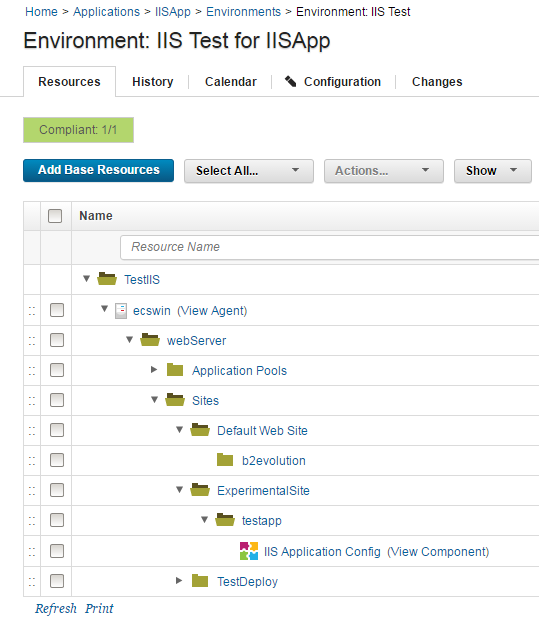 Home > Applications > IISApp > Environments > Environment: IIS Test
Environment: IIS Test for IISApp
Resources History Calendar Configuration Changes
Compliant: 1/1
Add Base Resources Select All... Actions... Show
Name
Resource Name
TestIIS
ecswin (View Agent)
webServer
Application Pools
Sites
Default Web Site
b2evolution
ExperimentalSite
testapp
IIS Application Config (View Component)
TestDeploy
Refresh Print